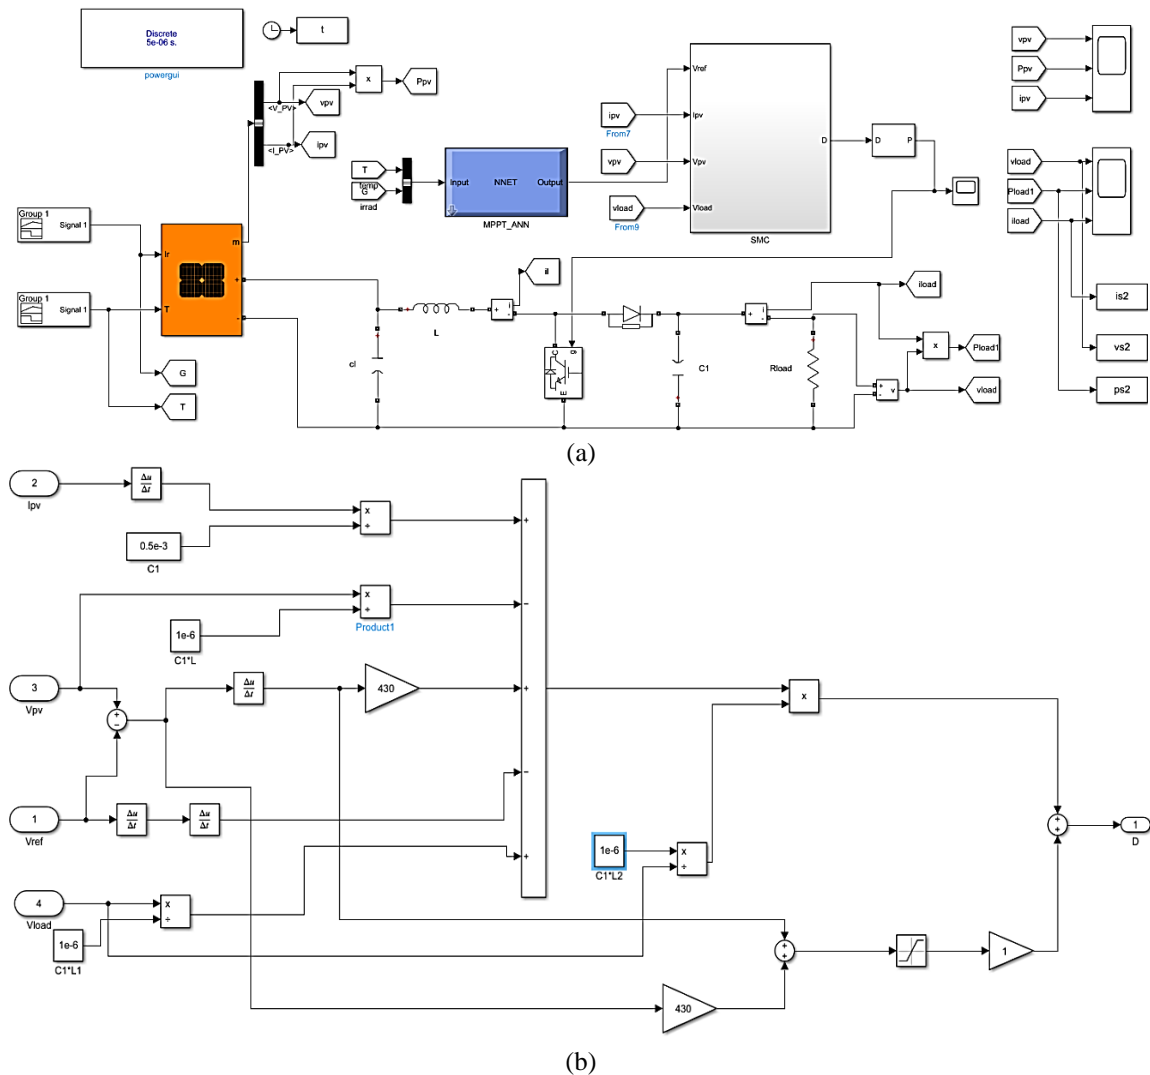 Discrete
5e-06 s.
powergui
t
x
Ppv
<V_PV>
vpv
<I_PV>
ipv
Group 1
Signal 1
Group 1
Signal 1
Ir
T
m
+
-
G
T
T
temp
G
irrad
Input
NNET
Output
MPPT_ANN
ipv
From7
vpv
vload
From9
Vref
Ipv
Vpv
Vload
D
SMC
D
P
vpv
Ppv
ipv
vload
Pload1
iload
is2
vs2
ps2
cl
L
+
i
-
il
g
C
E
C1
+
i
-
iload
Rload
x
Pload1
+
-
v
vload
(a)
2
Ipv
Δu
Δt
x
÷
0.5e-3
C1
x
÷
Product1
1e-6
C1*L
3
Vpv
+
−
Δu
Δt
430
1
Vref
Δu
Δt
Δu
Δt
4
Vload
x
÷
1e-6
C1*L1
+
−
+
−
+
x
1e-6
C1*L2
x
÷
+
+
430
1
+
+
1
D
(b)